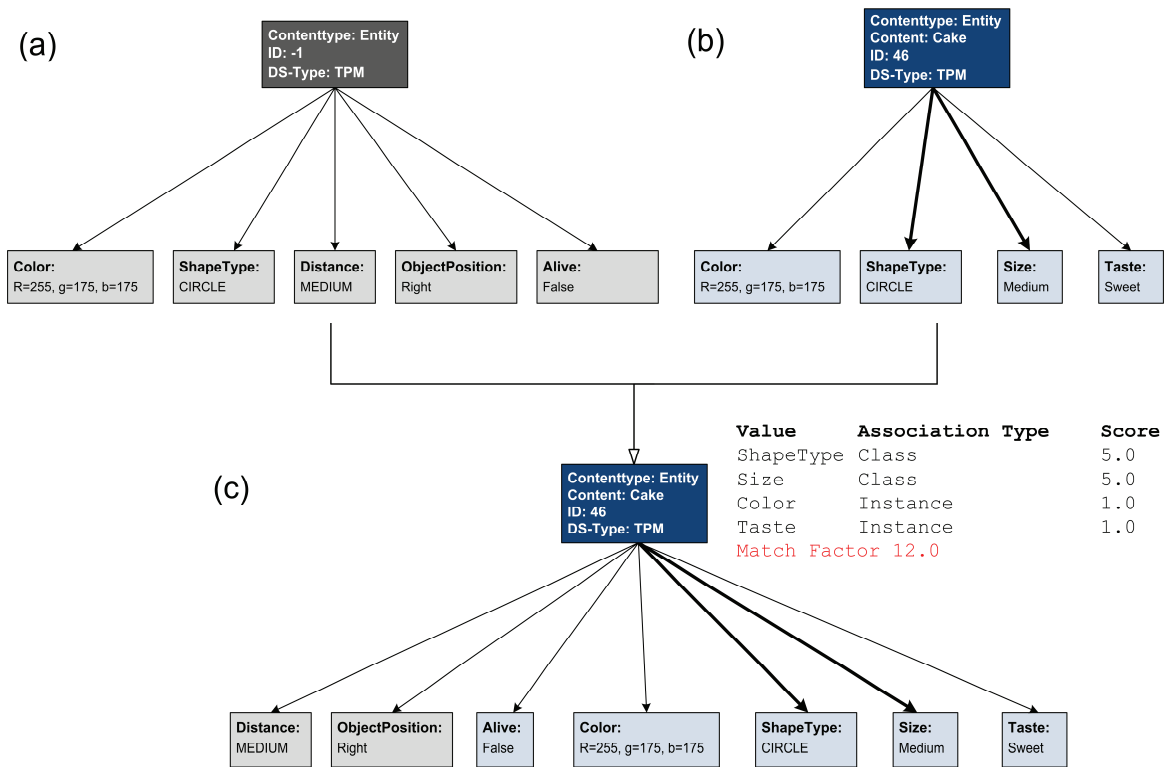 (a)
Contenttype: Entity
ID: -1
DS-Type: TPM
Color:
R=255, g=175, b=175
ShapeType:
CIRCLE
Distance:
MEDIUM
ObjectPosition:
Right
Alive:
False
(b)
Contenttype: Entity
Content: Cake
ID: 46
DS-Type: TPM
Color:
R=255, g=175, b=175
ShapeType:
CIRCLE
Size:
Medium
Taste:
Sweet
Value Association Type Score
ShapeType Class 5.0
Size Class 5.0
Color Instance 1.0
Taste Instance 1.0
Match Factor 12.0
(c)
Contenttype: Entity
Content: Cake
ID: 46
DS-Type: TPM
Distance:
MEDIUM
ObjectPosition:
Right
Alive:
False
Color:
R=255, g=175, b=175
ShapeType:
CIRCLE
Size:
Medium
Taste:
Sweet